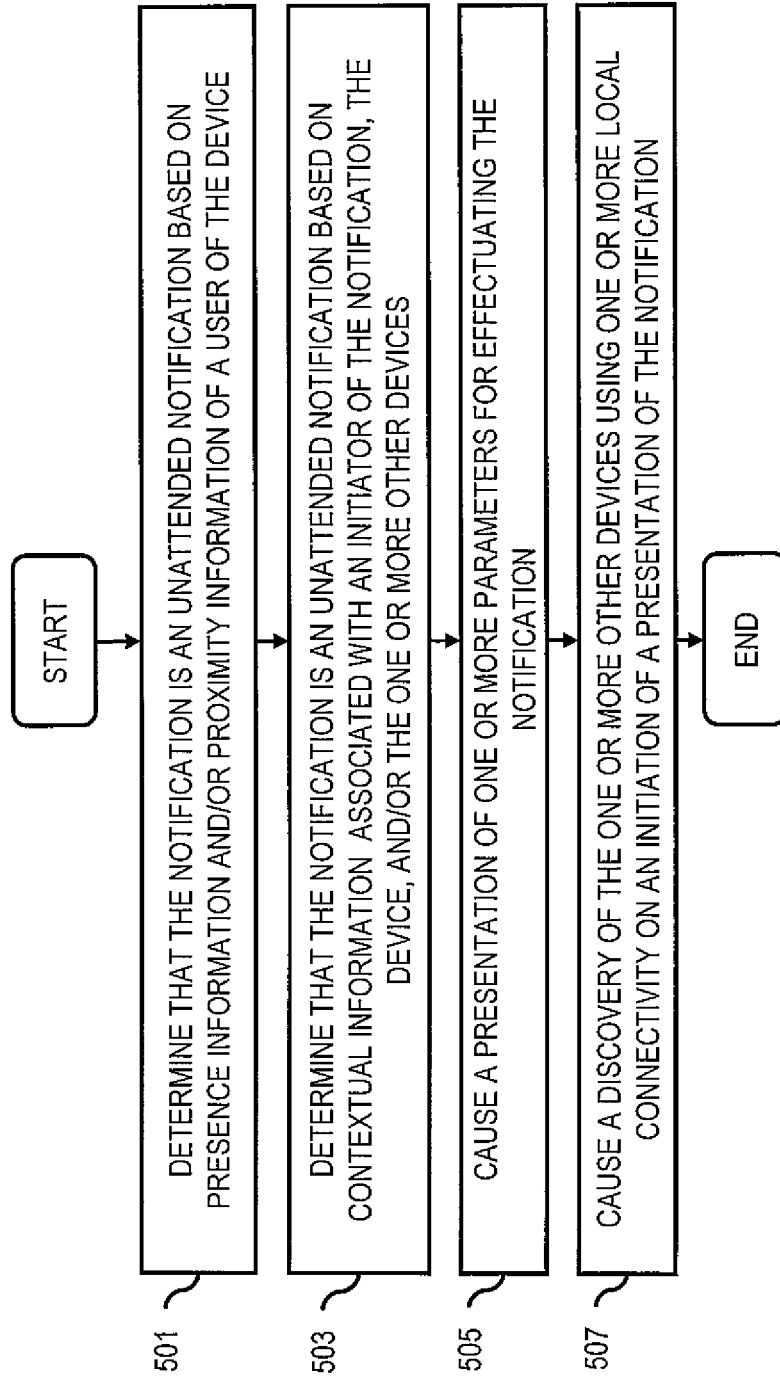 START
501
DETERMINE THAT THE NOTIFICATION IS AN UNATTENDED NOTIFICATION BASED ON
PRESENCE INFORMATION AND/OR PROXIMITY INFORMATION OF A USER OF THE DEVICE
503
DETERMINE THAT THE NOTIFICATION IS AN UNATTENDED NOTIFICATION BASED ON
CONTEXTUAL INFORMATION ASSOCIATED WITH AN INITIATOR OF THE NOTIFICATION, THE
DEVICE, AND/OR THE ONE OR MORE OTHER DEVICES
505
CAUSE A PRESENTATION OF ONE OR MORE PARAMETERS FOR EFFECTUATING THE
NOTIFICATION
507
CAUSE A DISCOVERY OF THE ONE OR MORE OTHER DEVICES USING ONE OR MORE LOCAL
CONNECTIVITY ON AN INITIATION OF A PRESENTATION OF THE NOTIFICATION
END